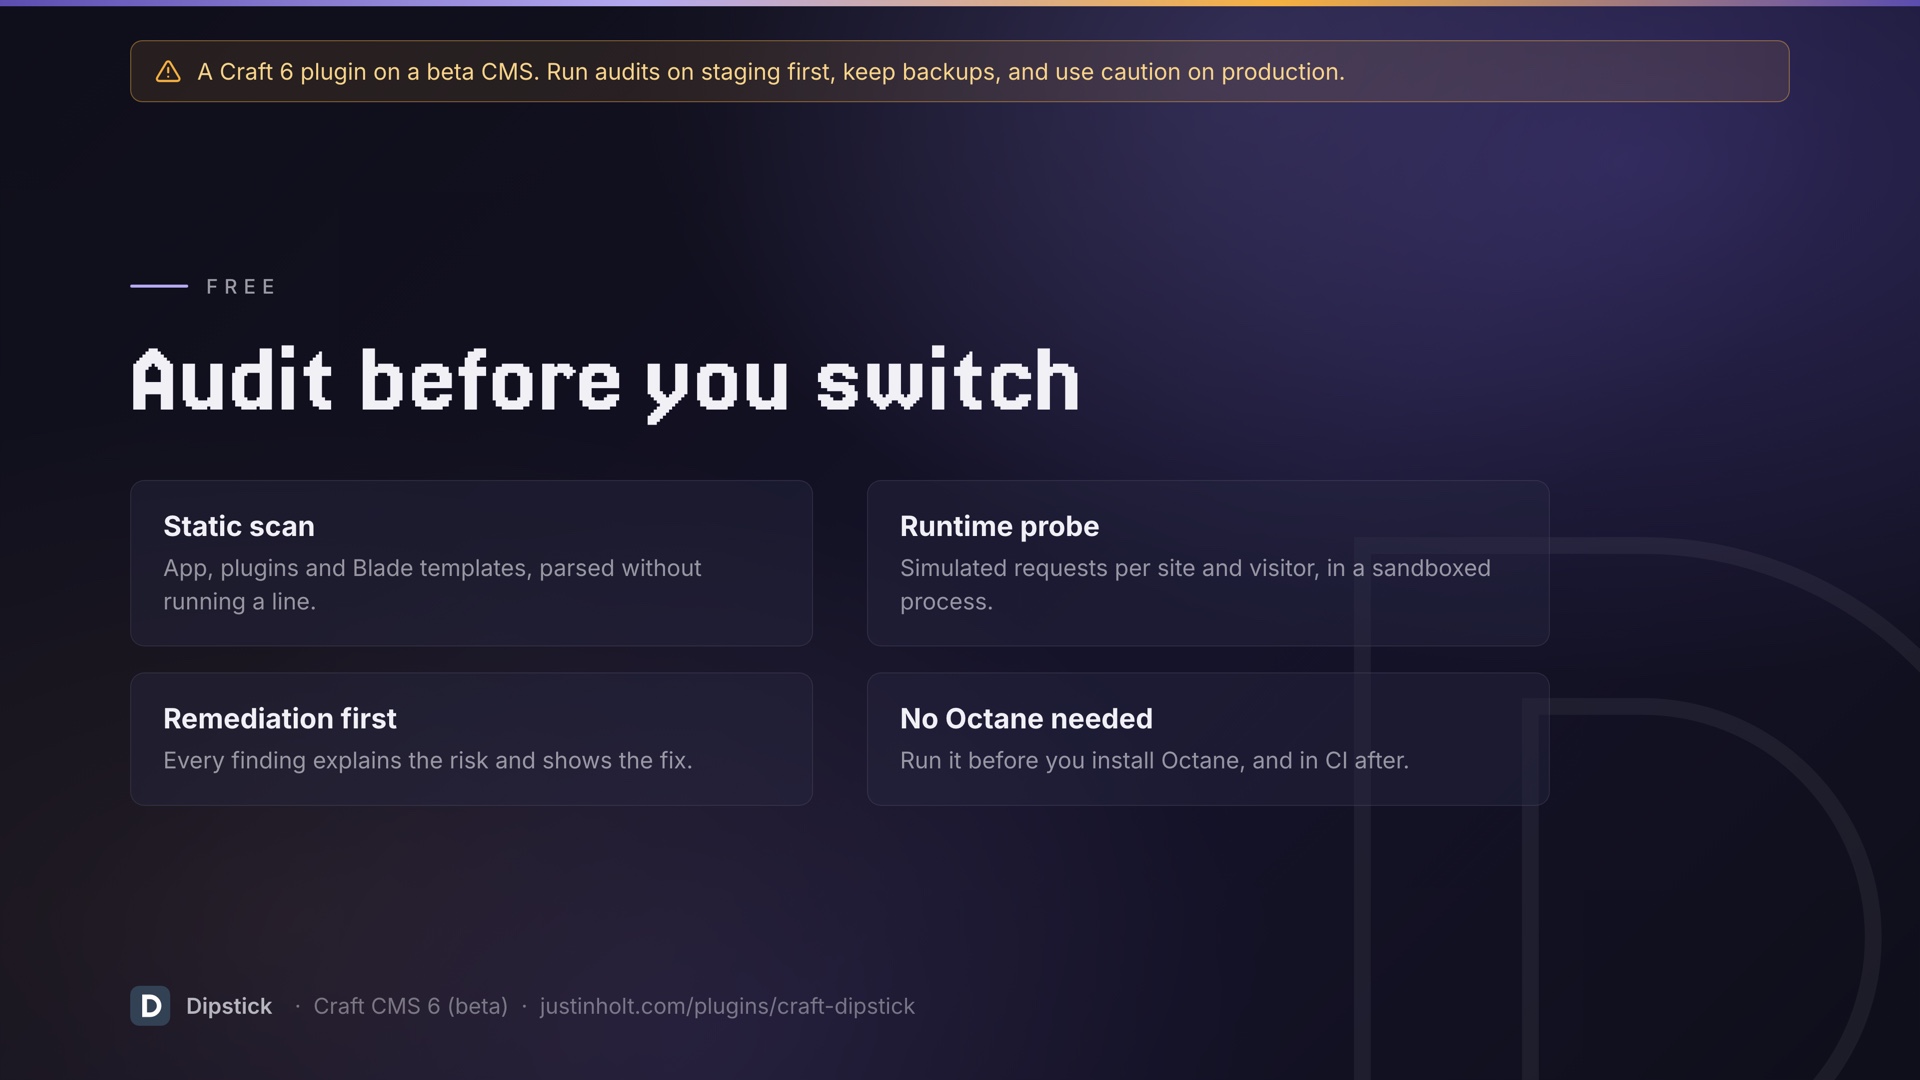 A Craft 6 plugin on a beta CMS. Run audits on staging first, keep backups, and use caution on production.
FREE
Audit before you switch
Static scan
App, plugins and Blade templates, parsed without
running a line.
Runtime probe
Simulated requests per site and visitor, in a sandboxed
process.
Remediation first
Every finding explains the risk and shows the fix.
No Octane needed
Run it before you install Octane, and in CI after.
D Dipstick · Craft CMS 6 (beta) · justinholt.com/plugins/craft-dipstick